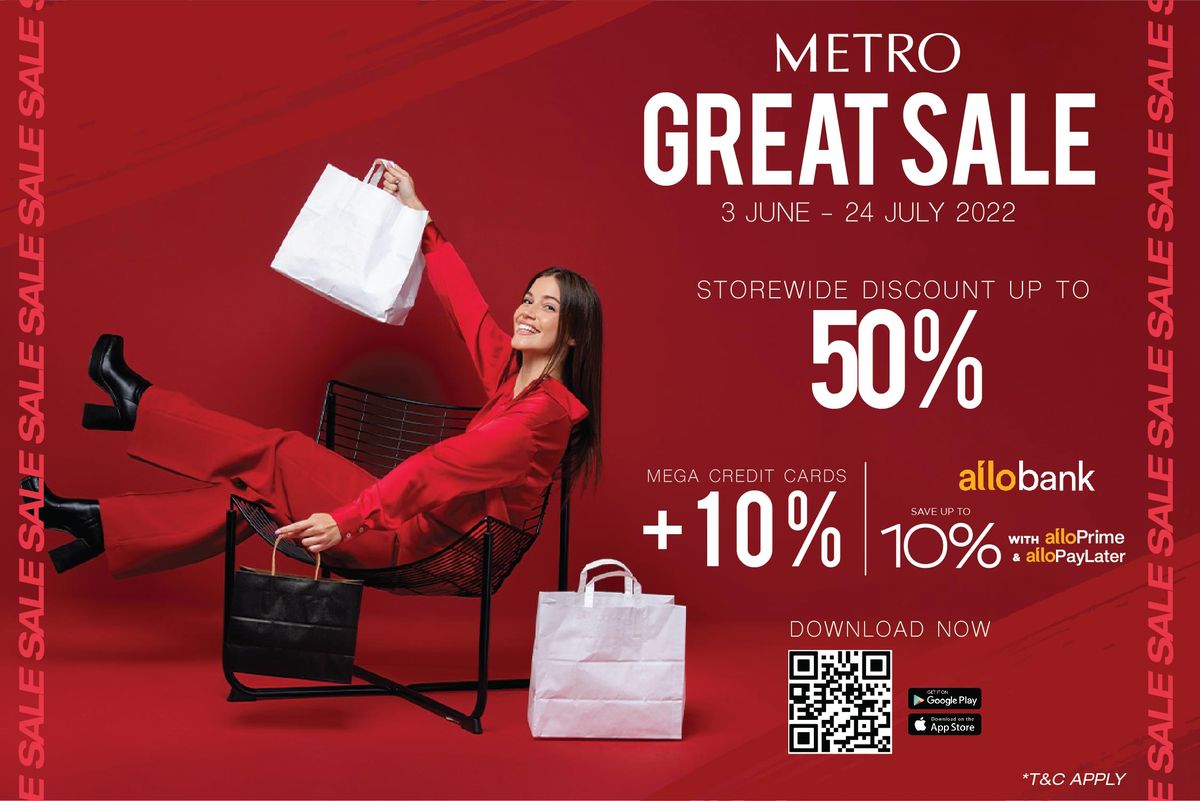 METRO
GREAT SALE
3 JUNE - 24 JULY 2022
STOREWIDE DISCOUNT UP TO
50%
MEGA CREDIT CARDS
+10%
allobank
SAVE UP TO
10%
WITH alloPrime
& alloPayLater
DOWNLOAD NOW
GET IT ON
Google Play
Download on the
App Store
*T&C APPLY
E SALE SALE SALE SALE SALE SALE SALE S
E SALE SALE SALE SALE SALE SALE SALE S